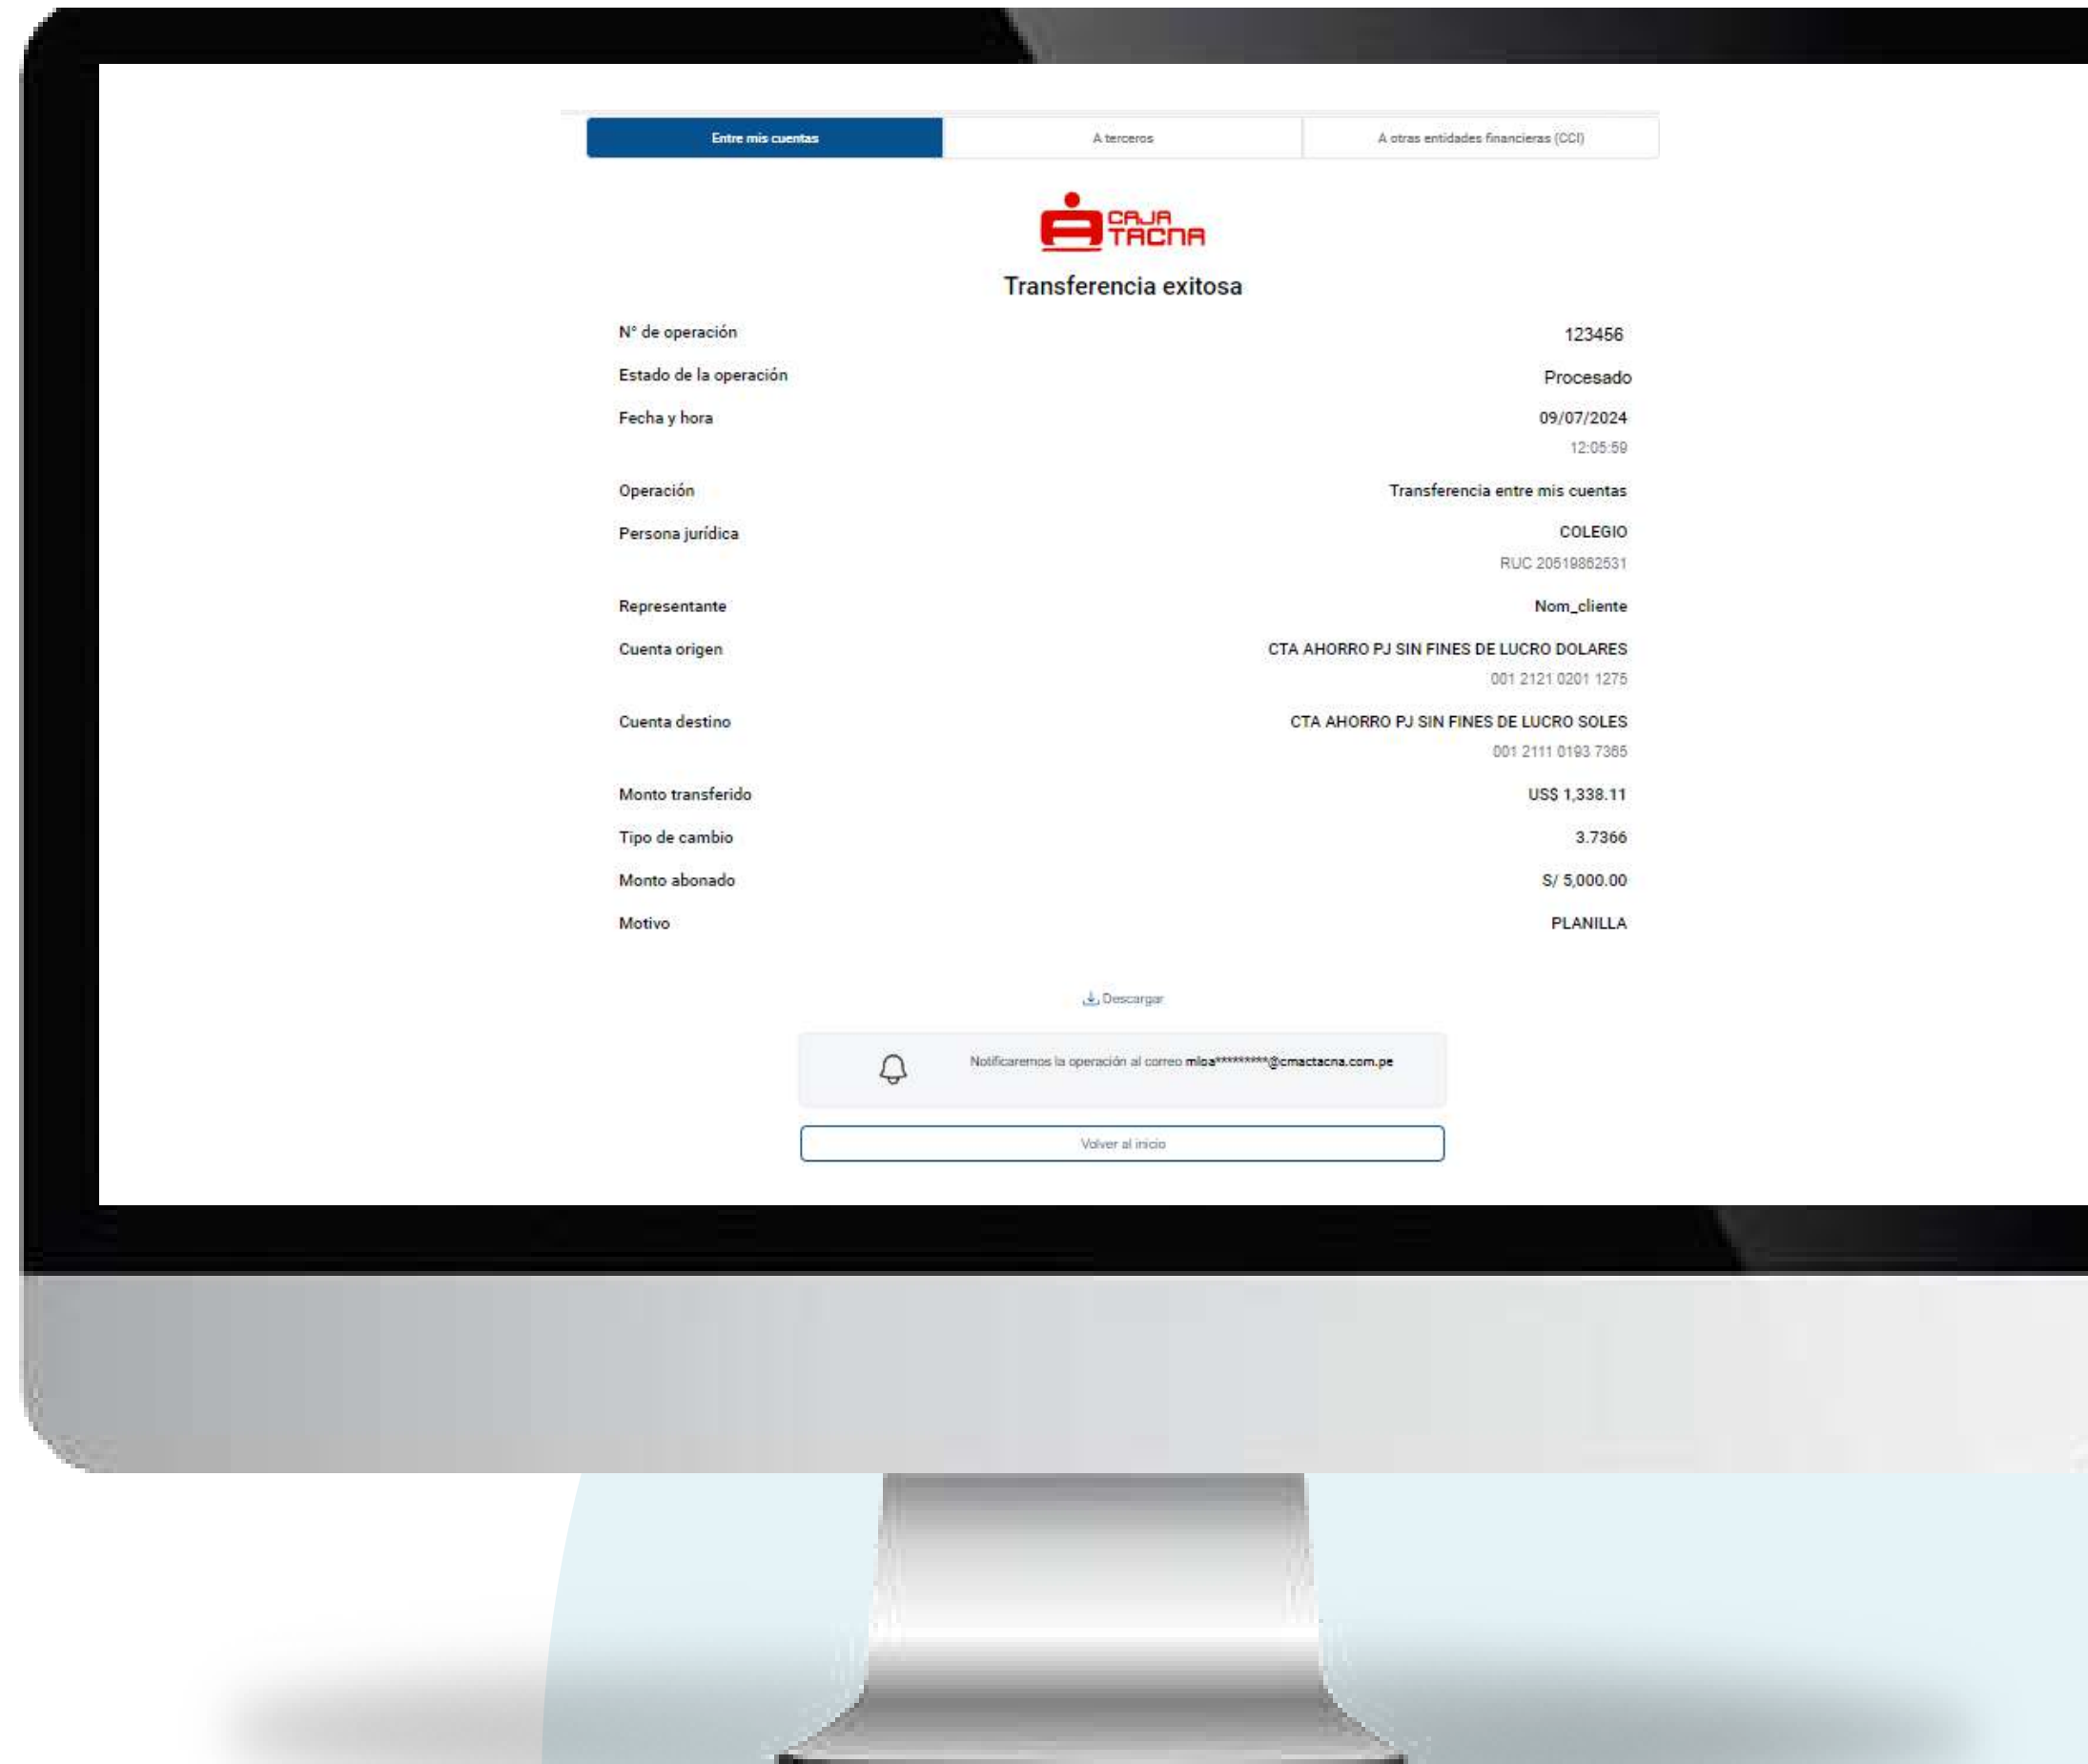 Entre mis cuentas
A terceros
A otras entidades financieras (CCI)
CAJA
TACNA
Transferencia exitosa
N° de operación 123456
Estado de la operación Procesado
Fecha y hora 09/07/2024
12:05:59
Operación Transferencia entre mis cuentas
Persona jurídica COLEGIO
RUC 20519862531
Representante Nom_cliente
Cuenta origen CTA AHORRO PJ SIN FINES DE LUCRO DOLARES
001 2121 0201 1275
Cuenta destino CTA AHORRO PJ SIN FINES DE LUCRO SOLES
001 2111 0193 7365
Monto transferido US$ 1,338.11
Tipo de cambio 3.7366
Monto abonado S/ 5,000.00
Motivo PLANILLA
Descargar
Notificaremos la operación al correo mloa*********@cmactacna.com.pe
Volver al inicio